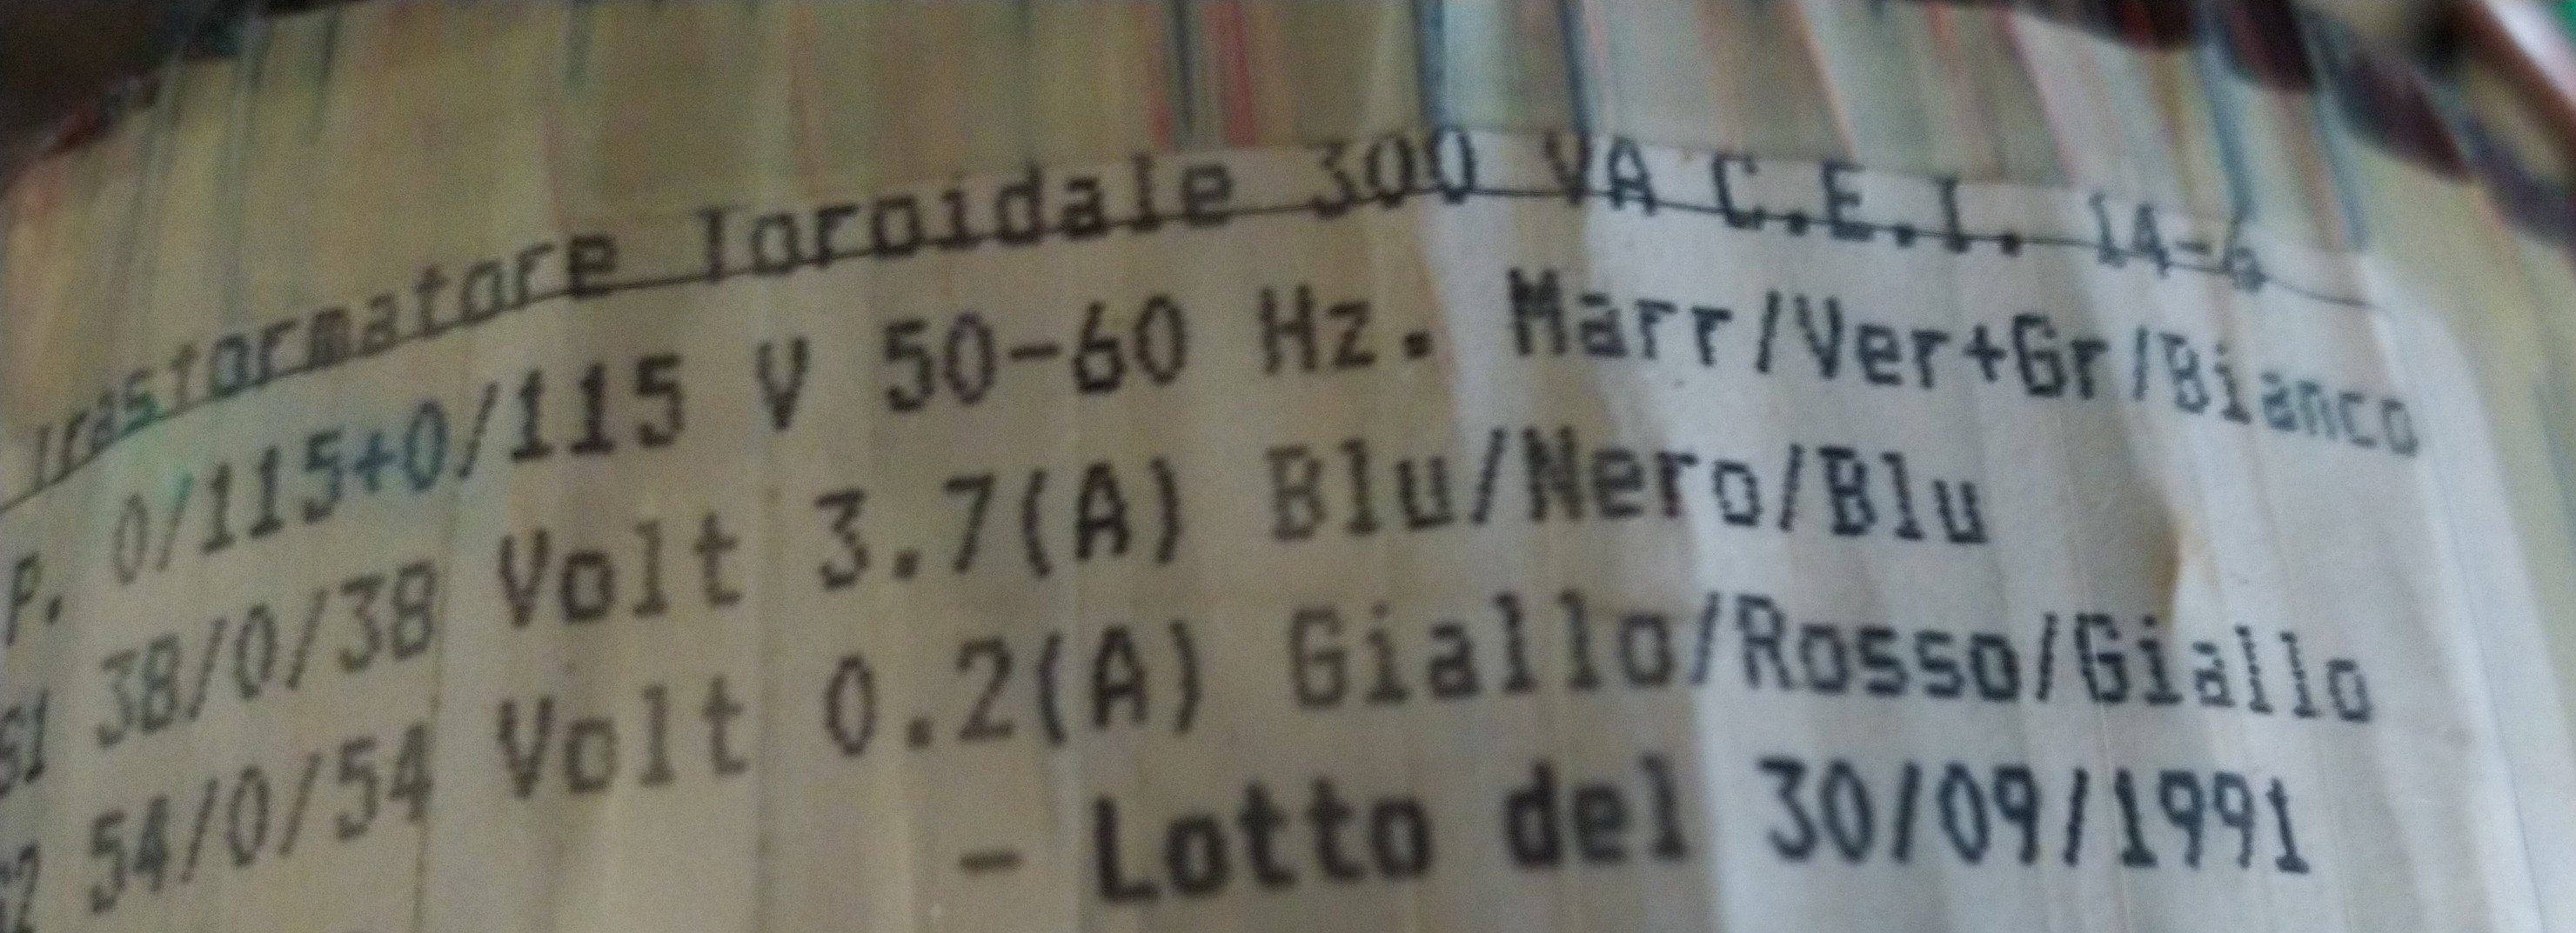 Trasformatore Toroidale 300 VA C.E.I. 14-6
P. 0/115+0/115 V 50-60 Hz. Marr/Ver+Gr/Bianco
S1 38/0/38 Volt 3.7(A) Blu/Nero/Blu
S2 54/0/54 Volt 0.2(A) Giallo/Rosso/Giallo
- Lotto del 30/09/1991